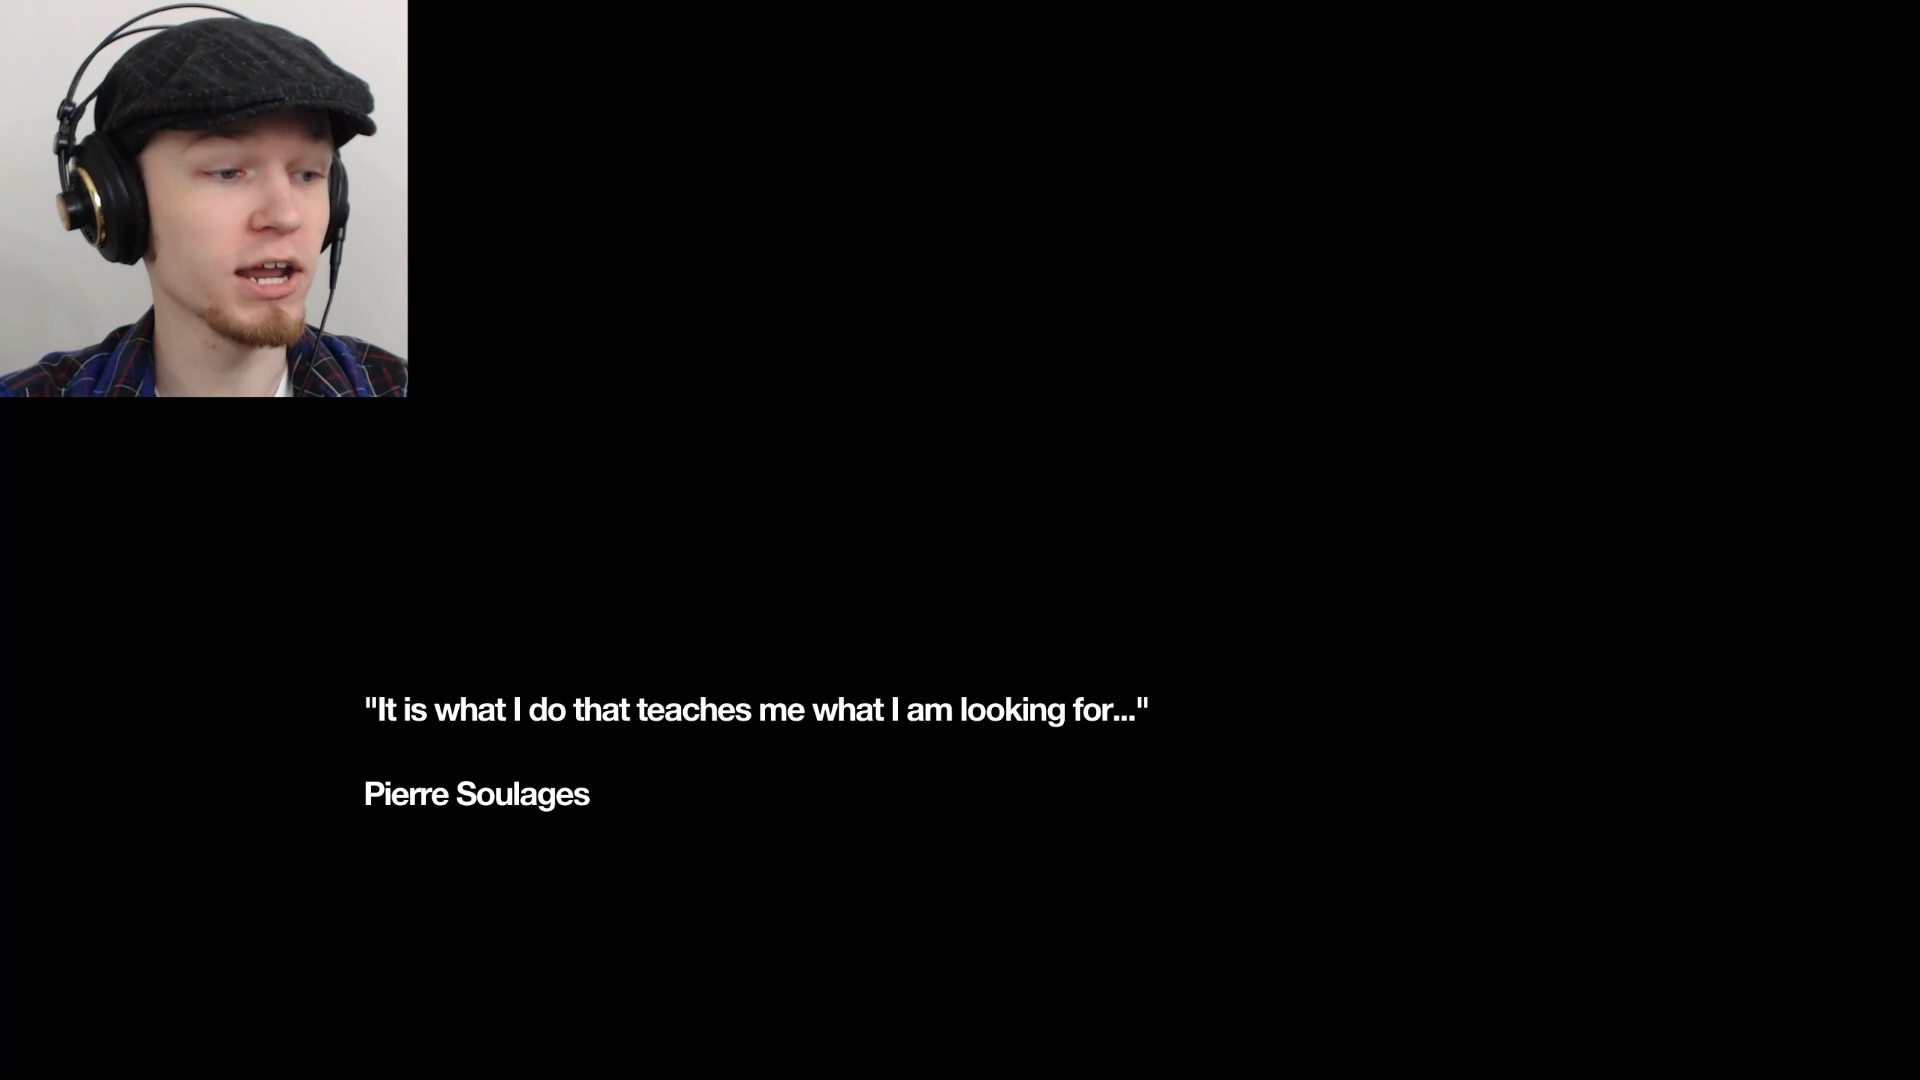 "It is what I do that teaches me what I am looking for..."
Pierre Soulages